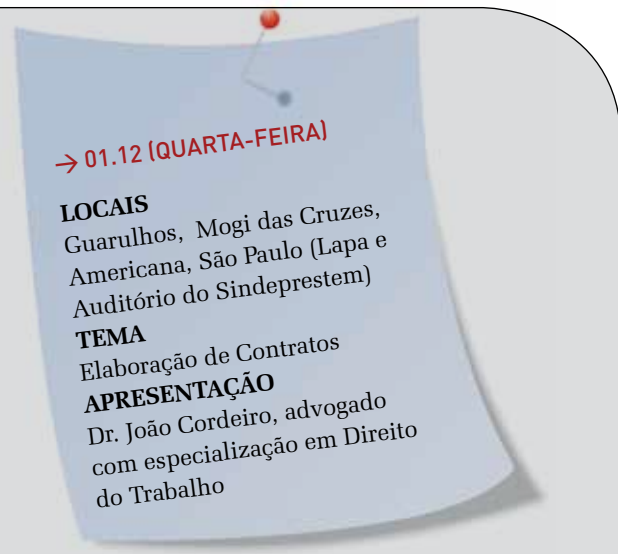 → 01.12 (QUARTA-FEIRA)
LOCAIS
Guarulhos, Mogi das Cruzes,
Americana, São Paulo (Lapa e
Auditório do Sindeprestem)
TEMA
Elaboração de Contratos
APRESENTAÇÃO
Dr. João Cordeiro, advogado
com especialização em Direito
do Trabalho